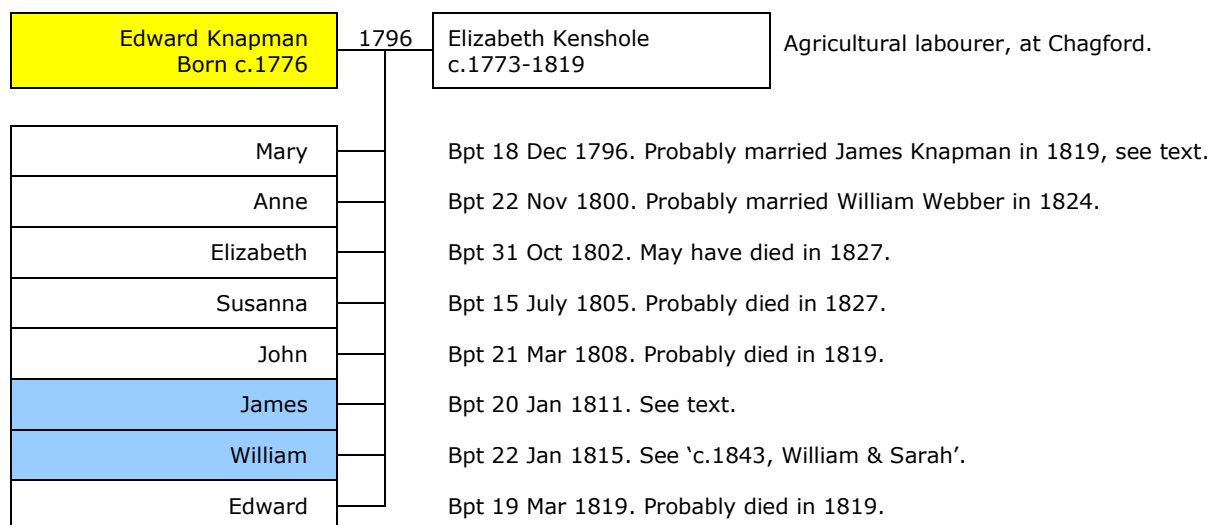 Edward Knapman
Born c.1776
1796
Elizabeth Kenshole
c.1773-1819
Agricultural labourer, at Chagford.
Mary Bpt 18 Dec 1796. Probably married James Knapman in 1819, see text.
Anne Bpt 22 Nov 1800. Probably married William Webber in 1824.
Elizabeth Bpt 31 Oct 1802. May have died in 1827.
Susanna Bpt 15 July 1805. Probably died in 1827.
John Bpt 21 Mar 1808. Probably died in 1819.
James Bpt 20 Jan 1811. See text.
William Bpt 22 Jan 1815. See ‘c.1843, William & Sarah’.
Edward Bpt 19 Mar 1819. Probably died in 1819.